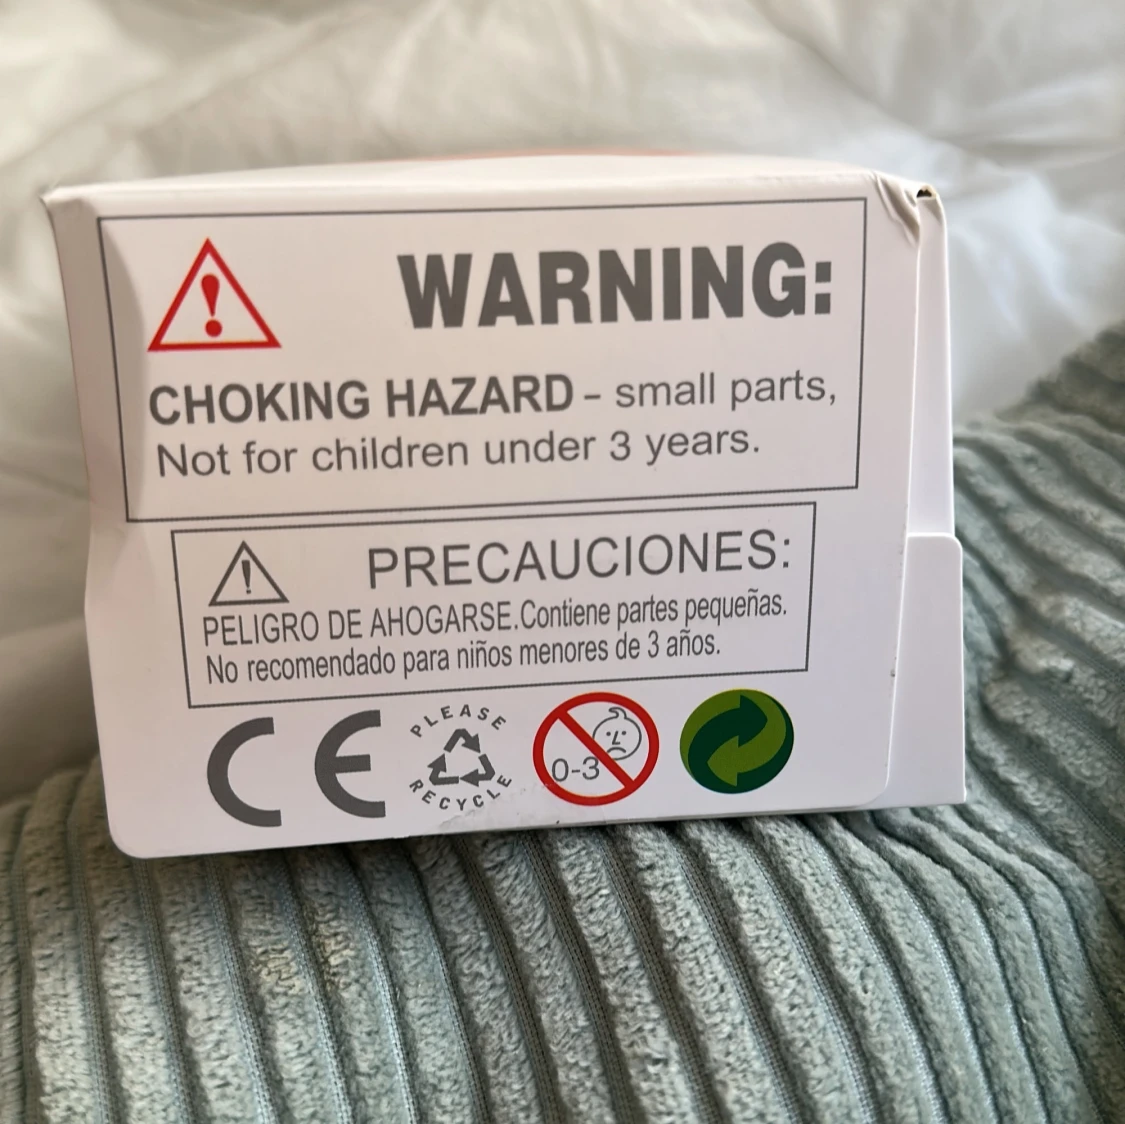 WARNING:
CHOKING HAZARD – small parts,
Not for children under 3 years.
PRECAUCIONES:
PELIGRO DE AHOGARSE.Contiene partes pequeñas.
No recomendado para niños menores de 3 años.
CE
PLEASE
RECYCLE
0-3